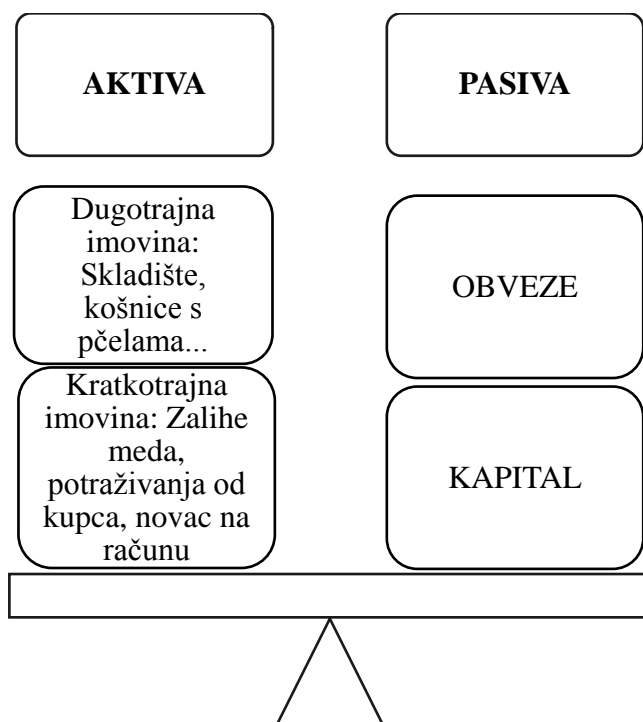 AKTIVA
PASIVA
Dugotrajna
imovina:
Skladište,
košnice s
pčelama...
OBVEZE
Kratkotrajna
imovina: Zalihe
meda,
potraživanja od
kupca, novac na
računu
KAPITAL